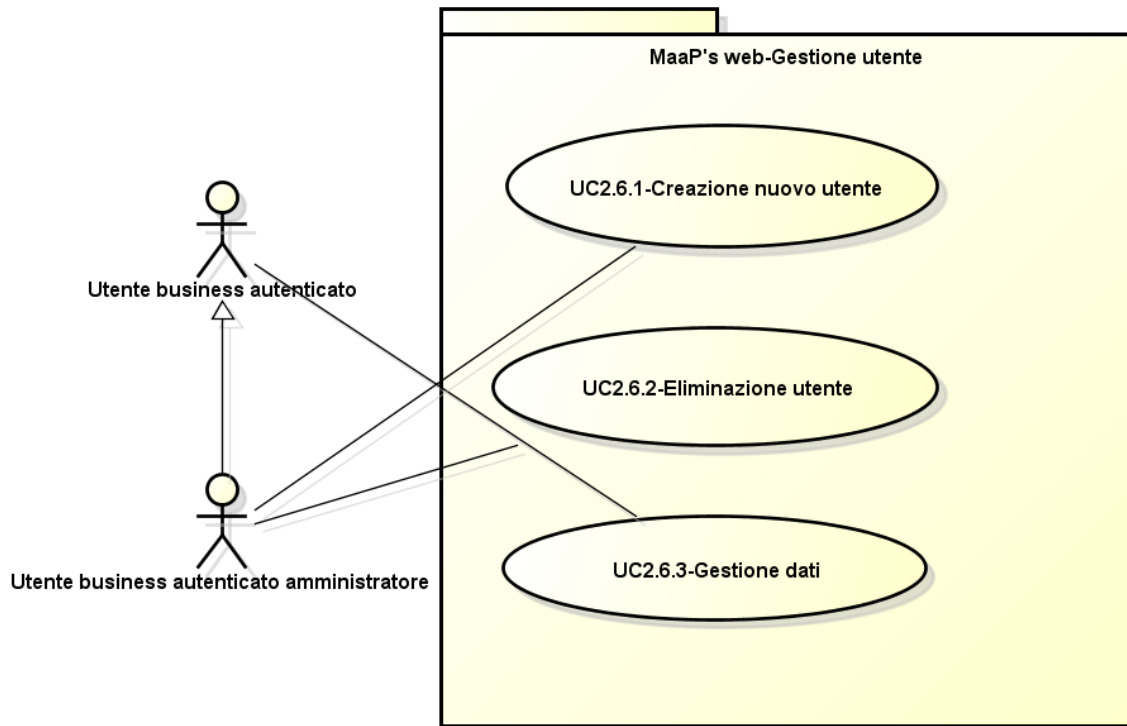 MaaP's web-Gestione utente
UC2.6.1-Creazione nuovo utente
Utente business autenticato
UC2.6.2-Eliminazione utente
UC2.6.3-Gestione dati
Utente business autenticato amministratore